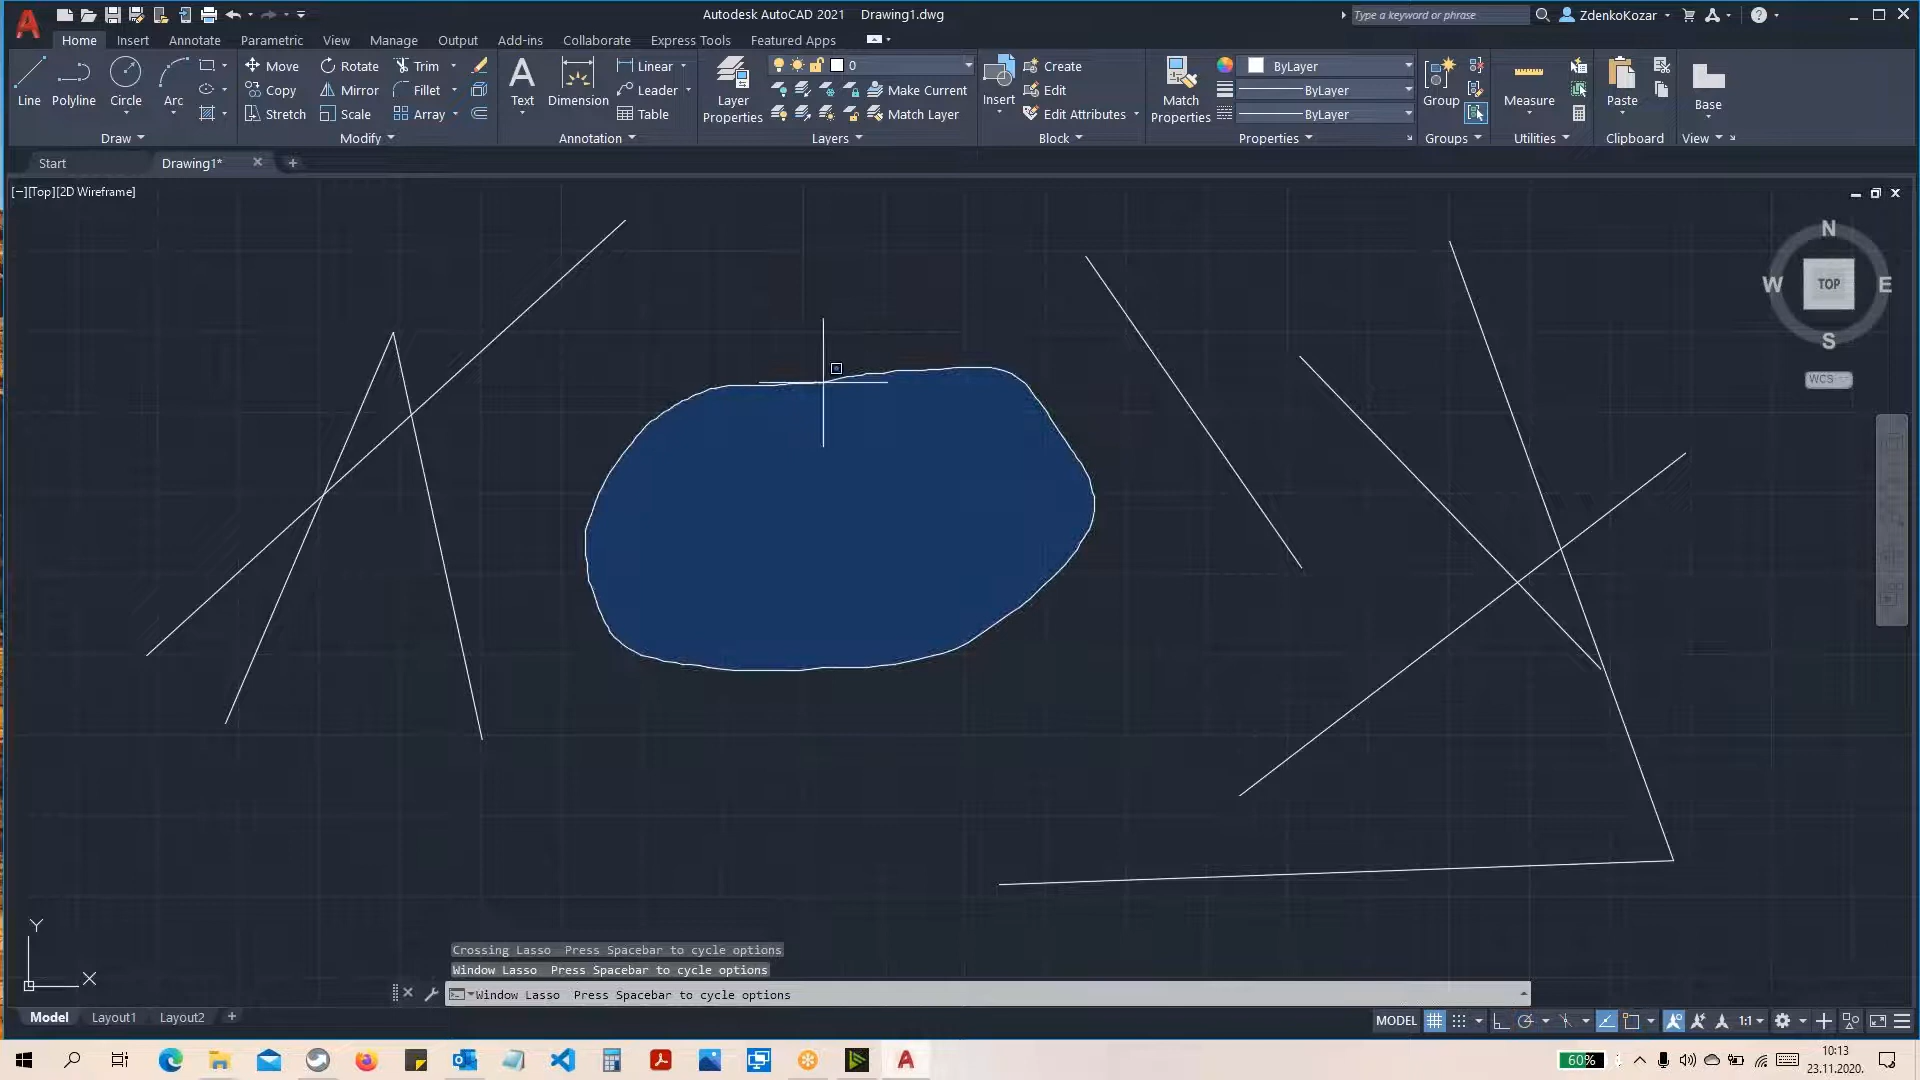 Autodesk AutoCAD 2021 Drawing1.dwg
Type a keyword or phrase
ZdenkoKozar
Home Insert Annotate Parametric View Manage Output Add-ins Collaborate Express Tools Featured Apps
Line
Polyline
Circle
Arc
Draw
Move Rotate Trim
Copy Mirror Fillet
Stretch Scale Array
Modify
Text
Dimension
Linear
Leader
Table
Annotation
Layer
Properties
0
Make Current
Match Layer
Layers
Insert
Create
Edit
Edit Attributes
Block
Match
Properties
ByLayer
ByLayer
ByLayer
Properties
Group
Groups
Measure
Utilities
Paste
Clipboard
Base
View
Start Drawing1*
[−][Top][2D Wireframe]
N
W TOP E
S
WCS
Y
X
Crossing Lasso Press Spacebar to cycle options
Window Lasso Press Spacebar to cycle options
Window Lasso Press Spacebar to cycle options
Model Layout1 Layout2
MODEL
1:1
60%
10:13
23.11.2020.